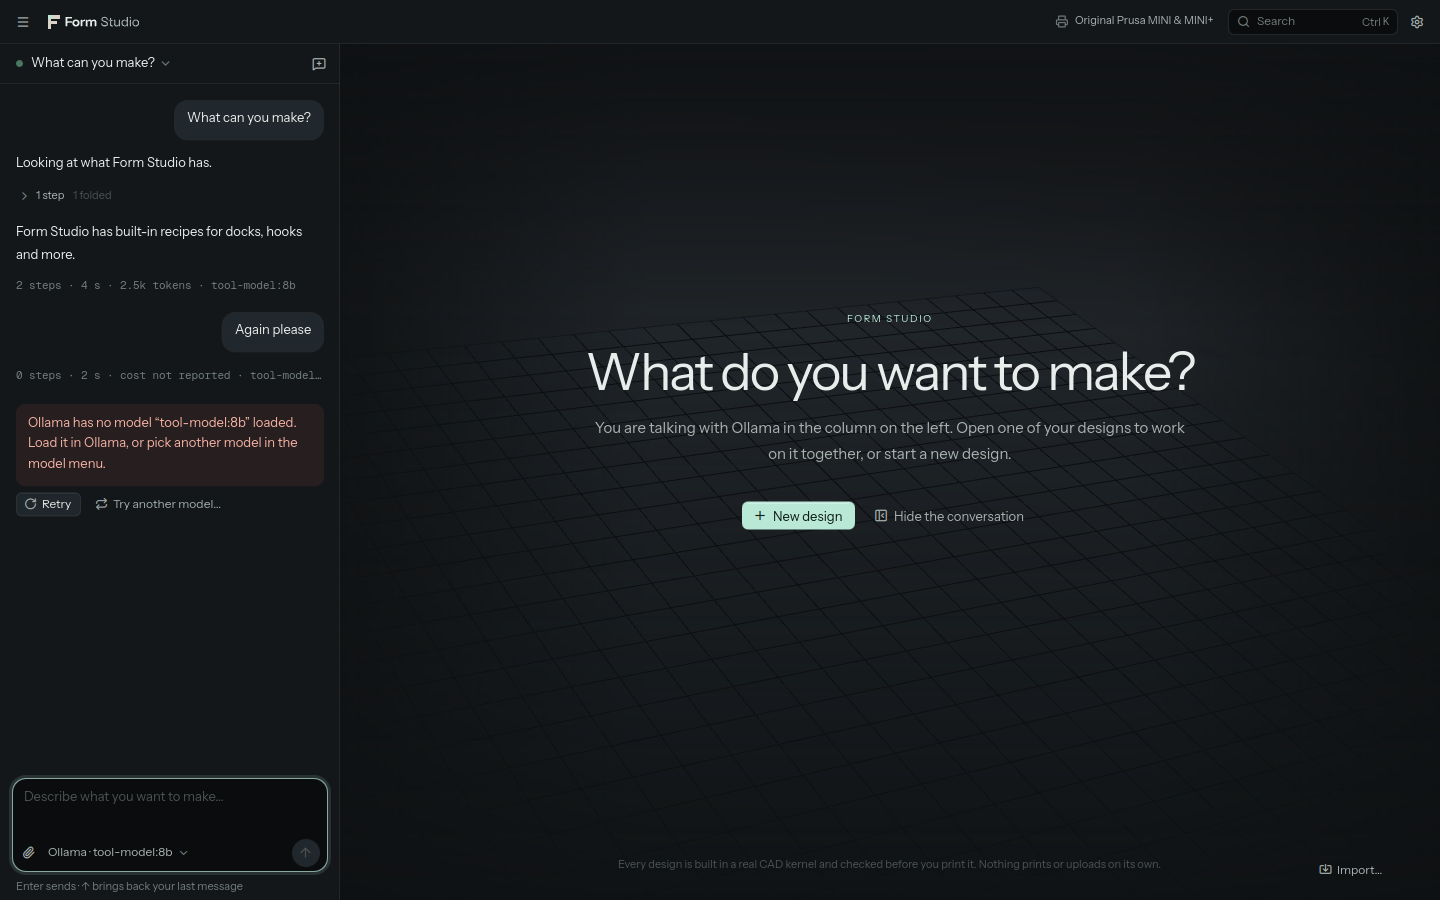 Form Studio
Original Prusa MINI & MINI+
Search
Ctrl K
What can you make?
What can you make?
Looking at what Form Studio has.
1 step 1 folded
Form Studio has built-in recipes for docks, hooks
and more.
2 steps · 4 s · 2.5k tokens · tool-model:8b
Again please
0 steps · 2 s · cost not reported · tool-model…
Ollama has no model “tool-model:8b” loaded.
Load it in Ollama, or pick another model in the
model menu.
Retry
Try another model…
Describe what you want to make…
Ollama · tool-model:8b
Enter sends · ↑ brings back your last message
FORM STUDIO
What do you want to make?
You are talking with Ollama in the column on the left. Open one of your designs to work
on it together, or start a new design.
New design
Hide the conversation
Every design is built in a real CAD kernel and checked before you print it. Nothing prints or uploads on its own.
Import…